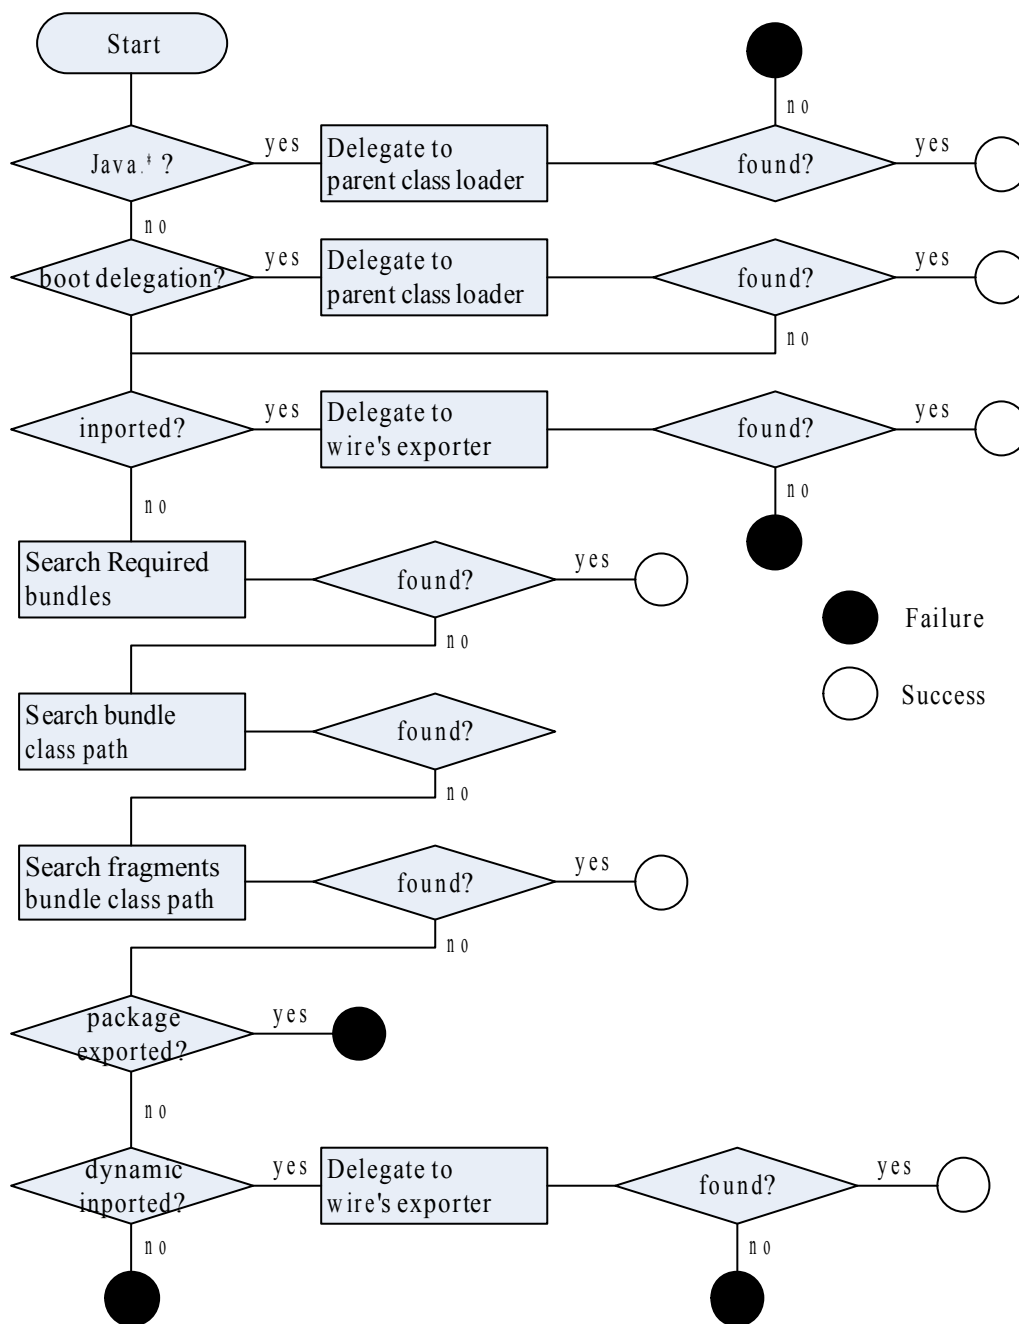 Start
no
Java.* ?
yes
Delegate to
parent class loader
found?
yes
no
boot delegation?
yes
Delegate to
parent class loader
found?
yes
no
inported?
yes
Delegate to
wire's exporter
found?
yes
no
no
Search Required
bundles
found?
yes
no
Failure
Success
Search bundle
class path
found?
no
Search fragments
bundle class path
found?
yes
no
package
exported?
yes
no
dynamic
inported?
yes
Delegate to
wire's exporter
found?
yes
no
no